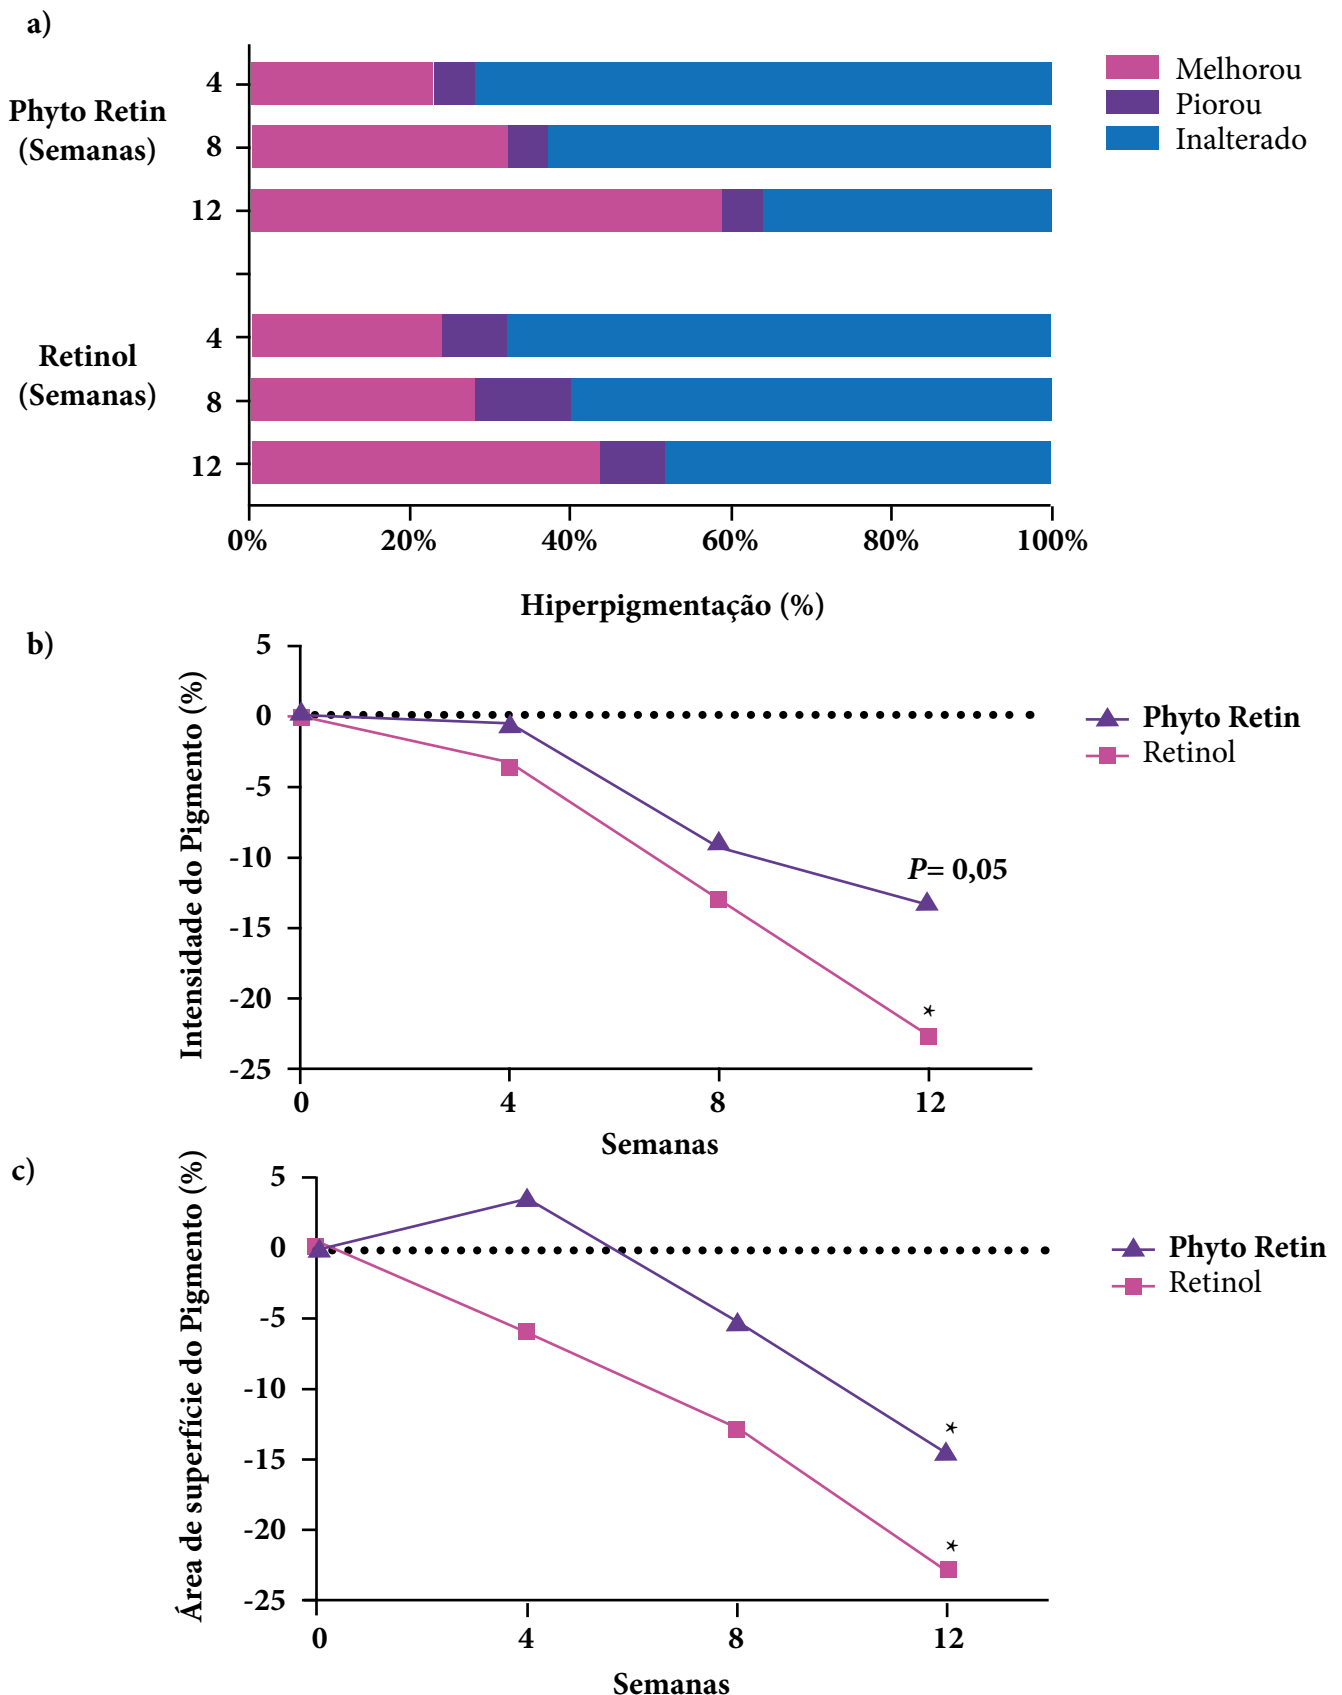 a)
Melhorou
Piorou
Inalterado
Phyto Retin
(Semanas)
4
8
12
Retinol
(Semanas)
4
8
12
0% 20% 40% 60% 80% 100%
Hiperpigmentação (%)
b)
Intensidade do Pigmento (%)
5
0
-5
-10
-15
-20
-25
P= 0,05
*
Phyto Retin
Retinol
0 4 8 12
Semanas
c)
Área de superfície do Pigmento (%)
5
0
-5
-10
-15
-20
-25
*
*
Phyto Retin
Retinol
0 4 8 12
Semanas